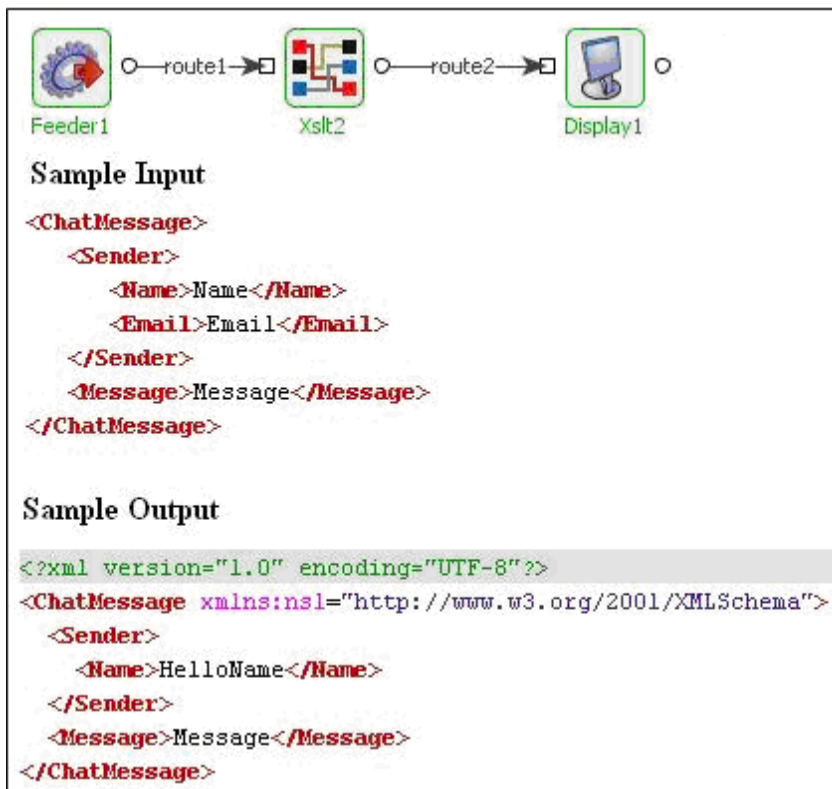 route1 route2
Feeder1 Xslt2 Display1
Sample Input
<ChatMessage>
<Sender>
<Name>Name</Name>
<Email>Email</Email>
</Sender>
<Message>Message</Message>
</ChatMessage>
Sample Output
<?xml version="1.0" encoding="UTF-8"?>
<ChatMessage xmlns:ns1="http://www.w3.org/2001/XMLSchema">
<Sender>
<Name>HelloName</Name>
</Sender>
<Message>Message</Message>
</ChatMessage>